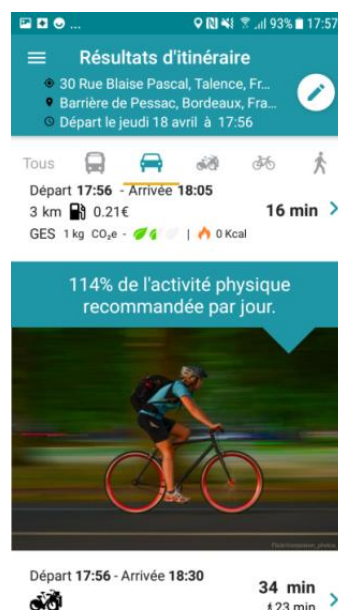 93% 17:57
Résultats d'itinéraire
30 Rue Blaise Pascal, Talence, Fr...
Barrière de Pessac, Bordeaux, Fra...
Départ le jeudi 18 avril à 17:56
Tous
Départ 17:56 - Arrivée 18:05
3 km 0.21€ 16 min
GES 1 kg CO₂e - | 0 Kcal
114% de l'activité physique
recommandée par jour.
Départ 17:56 - Arrivée 18:30
34 min
23 min